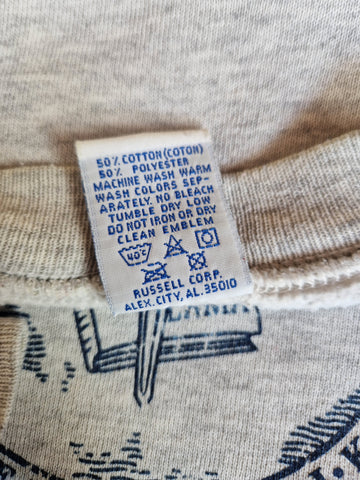 50% COTTON (COTON)
50% POLYESTER
MACHINE WASH WARM
WASH COLORS SEP-
ARATELY. NO BLEACH
TUMBLE DRY LOW
DO NOT IRON OR DRY
CLEAN EMBLEM
40°C
RUSSELL CORP.
ALEX. CITY, AL. 35010